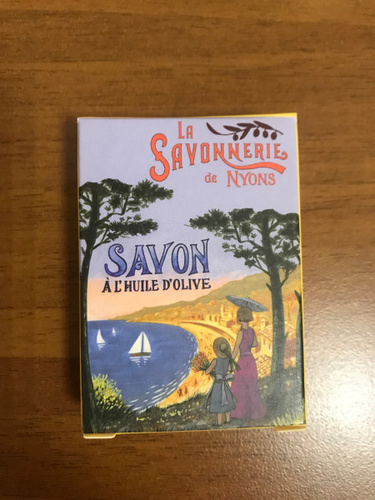 LA
SAVONNERIE
de NYONS
SAVON
À L'HUILE D'OLIVE